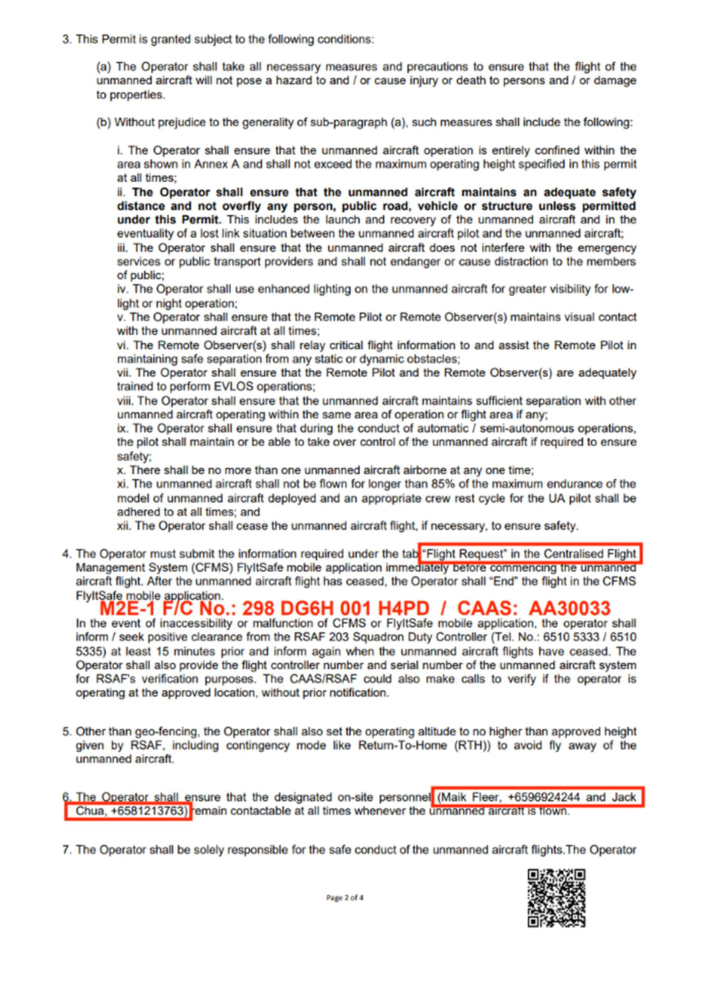 3. This Permit is granted subject to the following conditions:
(a) The Operator shall take all necessary measures and precautions to ensure that the flight of the
unmanned aircraft will not pose a hazard to and / or cause injury or death to persons and / or damage
to properties.
(b) Without prejudice to the generality of sub-paragraph (a), such measures shall include the following:
i. The Operator shall ensure that the unmanned aircraft operation is entirely confined within the
area shown in Annex A and shall not exceed the maximum operating height specified in this permit
at all times;
ii. The Operator shall ensure that the unmanned aircraft maintains an adequate safety
distance and not overfly any person, public road, vehicle or structure unless permitted
under this Permit. This includes the launch and recovery of the unmanned aircraft and in the
eventuality of a lost link situation between the unmanned aircraft pilot and the unmanned aircraft;
iii. The Operator shall ensure that the unmanned aircraft does not interfere with the emergency
services or public transport providers and shall not endanger or cause distraction to the members
of public;
iv. The Operator shall use enhanced lighting on the unmanned aircraft for greater visibility for low-
light or night operation;
v. The Operator shall ensure that the Remote Pilot or Remote Observer(s) maintains visual contact
with the unmanned aircraft at all times;
vi. The Remote Observer(s) shall relay critical flight information to and assist the Remote Pilot in
maintaining safe separation from any static or dynamic obstacles;
vii. The Operator shall ensure that the Remote Pilot and the Remote Observer(s) are adequately
trained to perform EVLOS operations;
viii. The Operator shall ensure that the unmanned aircraft maintains sufficient separation with other
unmanned aircraft operating within the same area of operation or flight area if any;
ix. The Operator shall ensure that during the conduct of automatic / semi-autonomous operations,
the pilot shall maintain or be able to take over control of the unmanned aircraft if required to ensure
safety;
x. There shall be no more than one unmanned aircraft airborne at any one time;
xi. The unmanned aircraft shall not be flown for longer than 85% of the maximum endurance of the
model of unmanned aircraft deployed and an appropriate crew rest cycle for the UA pilot shall be
adhered to at all times; and
xii. The Operator shall cease the unmanned aircraft flight, if necessary, to ensure safety.
4. The Operator must submit the information required under the tab "Flight Request" in the Centralised Flight
Management System (CFMS) FlyItSafe mobile application immediately before commencing the unmanned
aircraft flight. After the unmanned aircraft flight has ceased, the Operator shall "End" the flight in the CFMS
FlyItSafe mobile application.
M2E-1 F/C No.: 298 DG6H 001 H4PD / CAAS: AA30033
In the event of inaccessibility or malfunction of CFMS or FlyItSafe mobile application, the operator shall
inform / seek positive clearance from the RSAF 203 Squadron Duty Controller (Tel. No.: 6510 5333 / 6510
5335) at least 15 minutes prior and inform again when the unmanned aircraft flights have ceased. The
Operator shall also provide the flight controller number and serial number of the unmanned aircraft system
for RSAF's verification purposes. The CAAS/RSAF could also make calls to verify if the operator is
operating at the approved location, without prior notification.
5. Other than geo-fencing, the Operator shall also set the operating altitude to no higher than approved height
given by RSAF, including contingency mode like Return-To-Home (RTH)) to avoid fly away of the
unmanned aircraft.
6. The Operator shall ensure that the designated on-site personnel (Maik Fleer, +6596924244 and Jack
Chua, +6581213763) remain contactable at all times whenever the unmanned aircraft is flown.
7. The Operator shall be solely responsible for the safe conduct of the unmanned aircraft flights.The Operator
Page 2 of 4